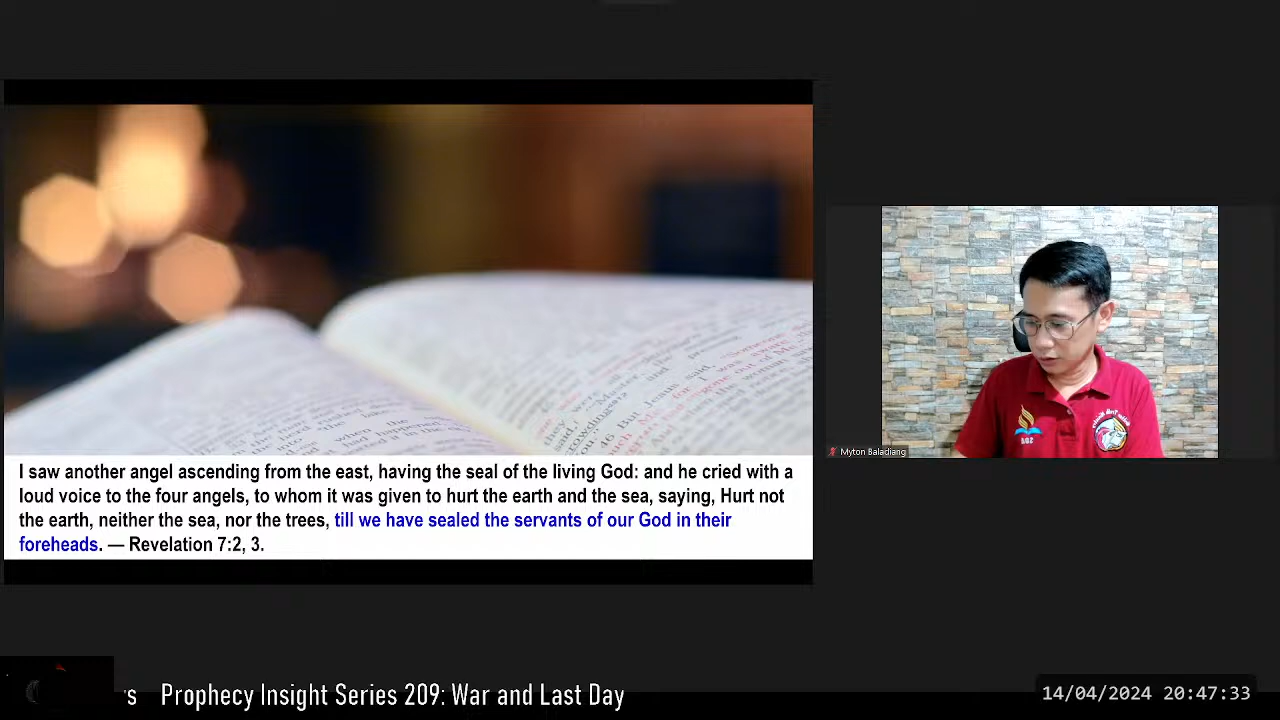 I saw another angel ascending from the east, having the seal of the living God: and he cried with a
loud voice to the four angels, to whom it was given to hurt the earth and the sea, saying, Hurt not
the earth, neither the sea, nor the trees, till we have sealed the servants of our God in their
foreheads. — Revelation 7:2, 3.
Myton Baladiang
s Prophecy Insight Series 209: War and Last Day
14/04/2024 20:47:33